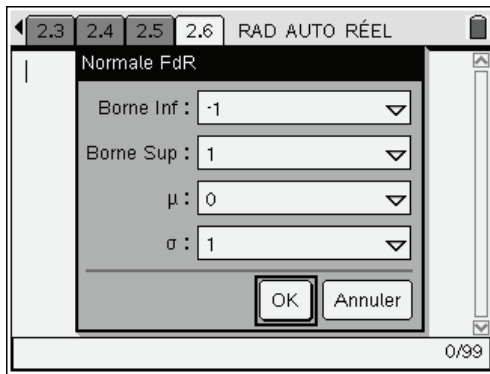 2.3 2.4 2.5 2.6 RAD AUTO RÉEL
Normale FdR
Borne Inf : -1
Borne Sup : 1
μ : 0
σ : 1
OK Annuler
0/99